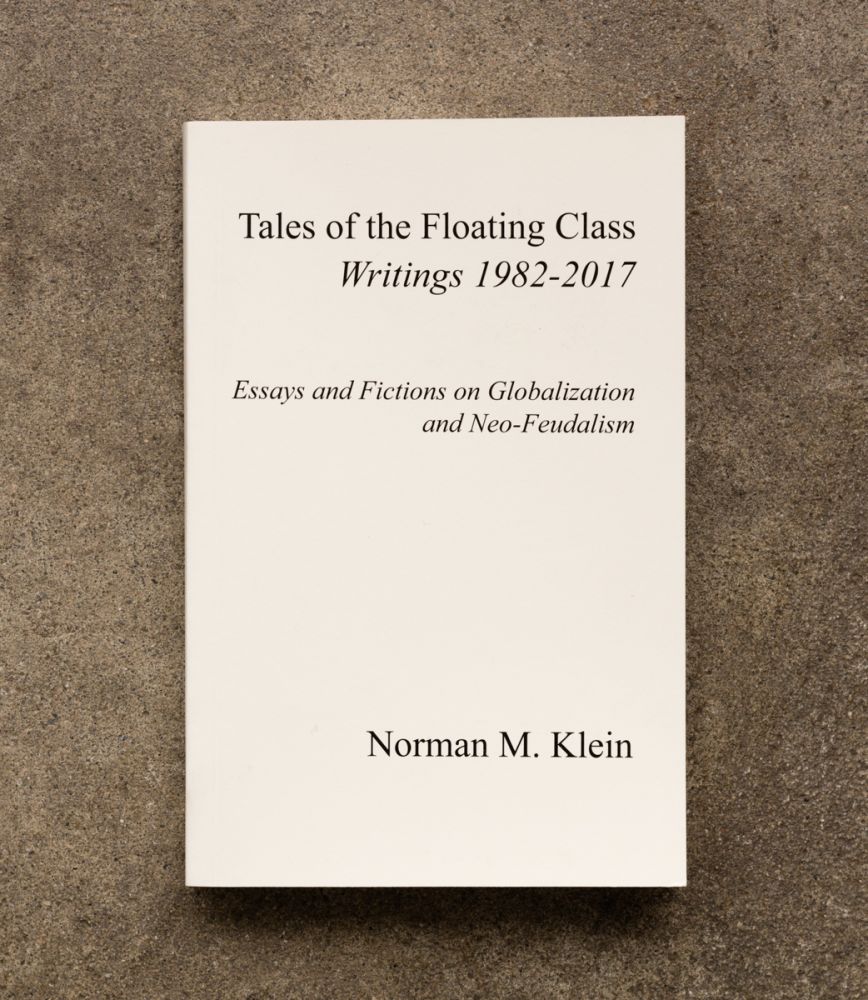 Tales of the Floating Class
Writings 1982-2017
Essays and Fictions on Globalization
and Neo-Feudalism
Norman M. Klein